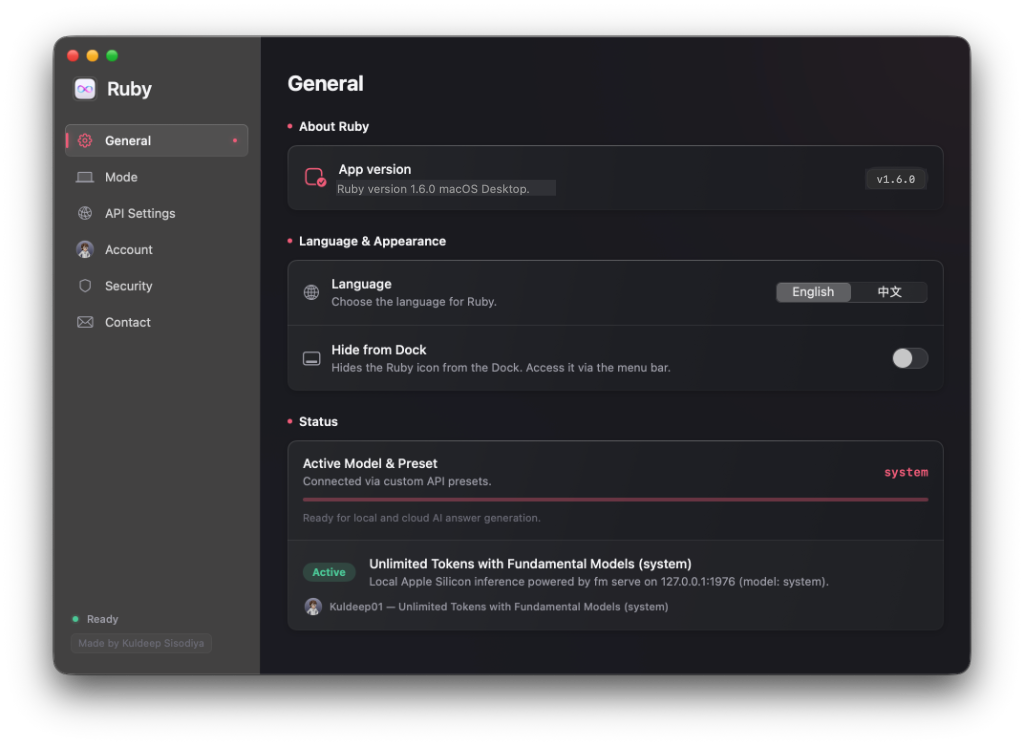 Ruby
General
Mode
API Settings
Account
Security
Contact
Ready
Made by Kuldeep Sisodiya
General
About Ruby
App version
Ruby version 1.6.0 macOS Desktop.
v1.6.0
Language & Appearance
Language
Choose the language for Ruby.
English
中文
Hide from Dock
Hides the Ruby icon from the Dock. Access it via the menu bar.
Status
Active Model & Preset
Connected via custom API presets.
system
Ready for local and cloud AI answer generation.
Active
Unlimited Tokens with Fundamental Models (system)
Local Apple Silicon inference powered by fm serve on 127.0.0.1:1976 (model: system).
Kuldeep01 — Unlimited Tokens with Fundamental Models (system)